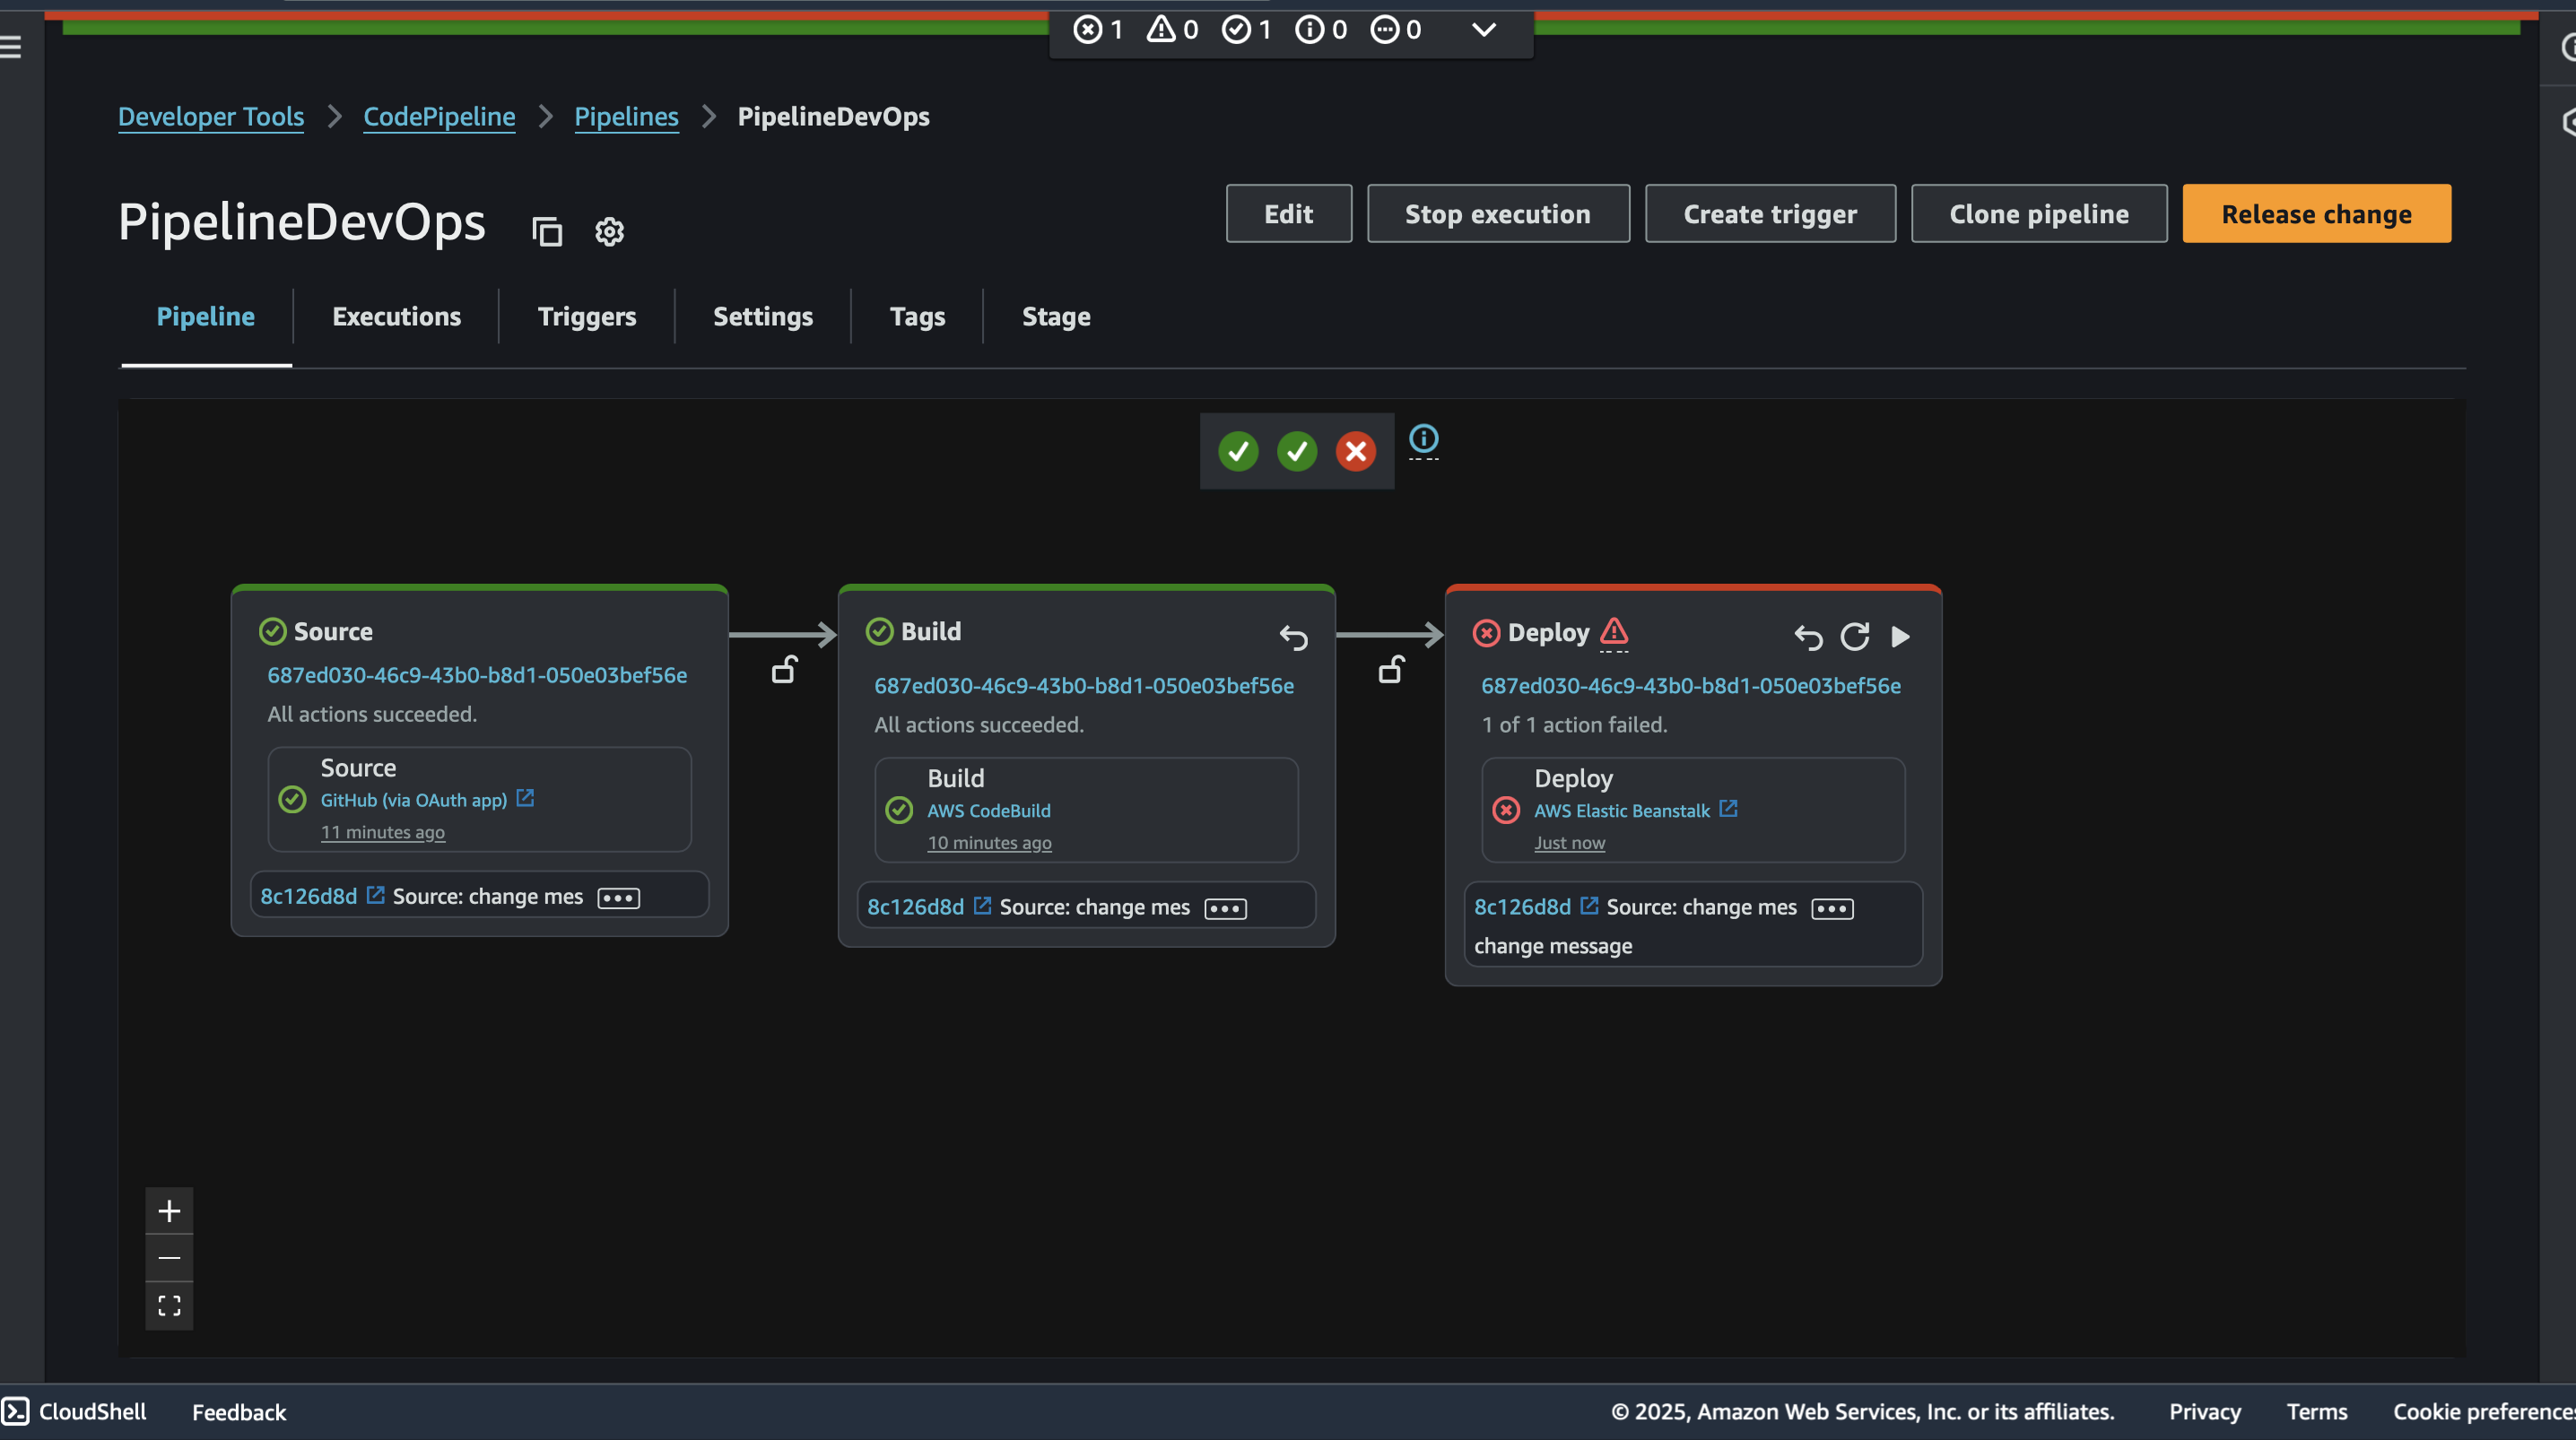 1 0 1 0 0
Developer Tools CodePipeline Pipelines PipelineDevOps
PipelineDevOps
Edit Stop execution Create trigger Clone pipeline Release change
Pipeline Executions Triggers Settings Tags Stage
Source
687ed030-46c9-43b0-b8d1-050e03bef56e
All actions succeeded.
Source
GitHub (via OAuth app)
11 minutes ago
8c126d8d Source: change mes
Build
687ed030-46c9-43b0-b8d1-050e03bef56e
All actions succeeded.
Build
AWS CodeBuild
10 minutes ago
8c126d8d Source: change mes
Deploy
687ed030-46c9-43b0-b8d1-050e03bef56e
1 of 1 action failed.
Deploy
AWS Elastic Beanstalk
Just now
8c126d8d Source: change mes
change message
CloudShell Feedback © 2025, Amazon Web Services, Inc. or its affiliates. Privacy Terms Cookie preferences